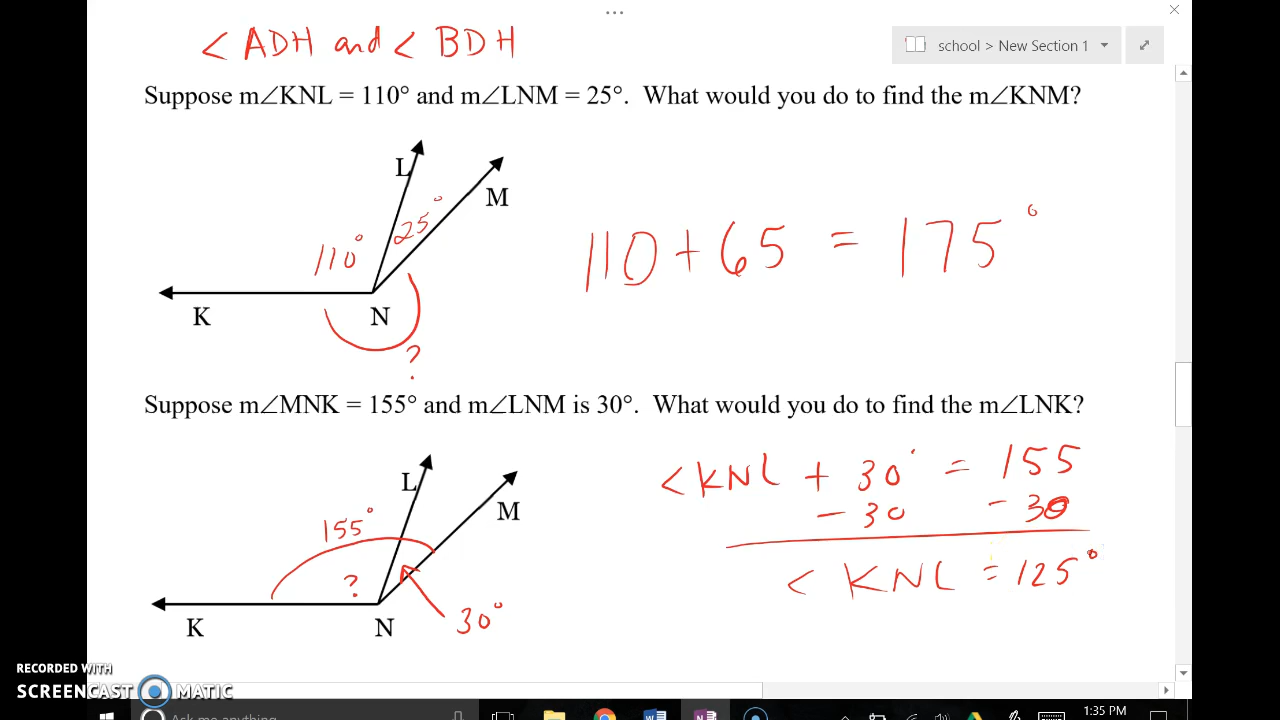 < ADH and < BDH
school > New Section 1
Suppose m∠KNL = 110° and m∠LNM = 25°. What would you do to find the m∠KNM?
L
M
25°
110°
110 + 65 = 175°
K
N
?
Suppose m∠MNK = 155° and m∠LNM is 30°. What would you do to find the m∠LNK?
L
M
155°
?
K
N
30°
< KNL + 30° = 155
- 30 - 30
< KNL = 125°
RECORDED WITH
SCREENCAST MATIC
Ask me anything
1:35 PM